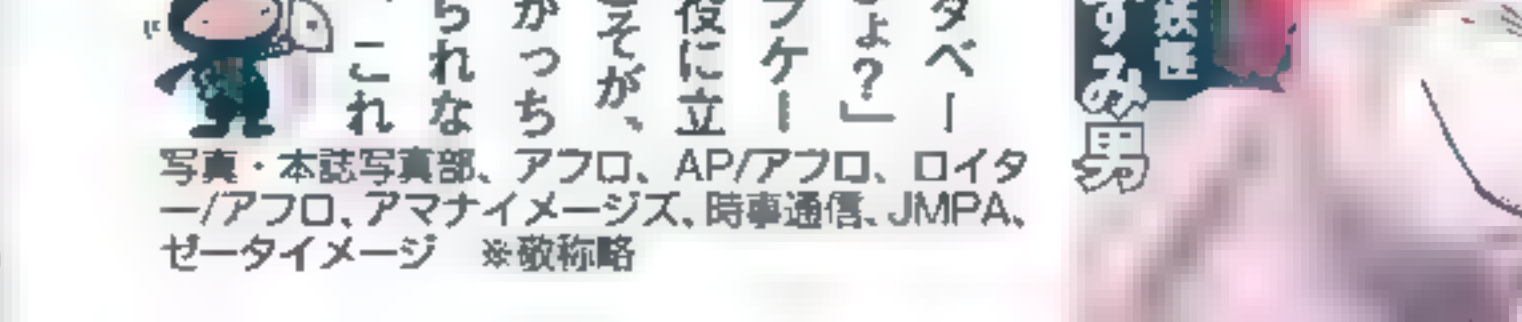 タベー
ょ?」
フケー
役に立
そが、
がっち
られな
、これ
写真・本誌写真部、アフロ、AP/アフロ、ロイタ
ー/アフロ、アマナイメージズ、時事通信、JMPA、
ゼータイメージ　※敬称略
妖怪
すみ男